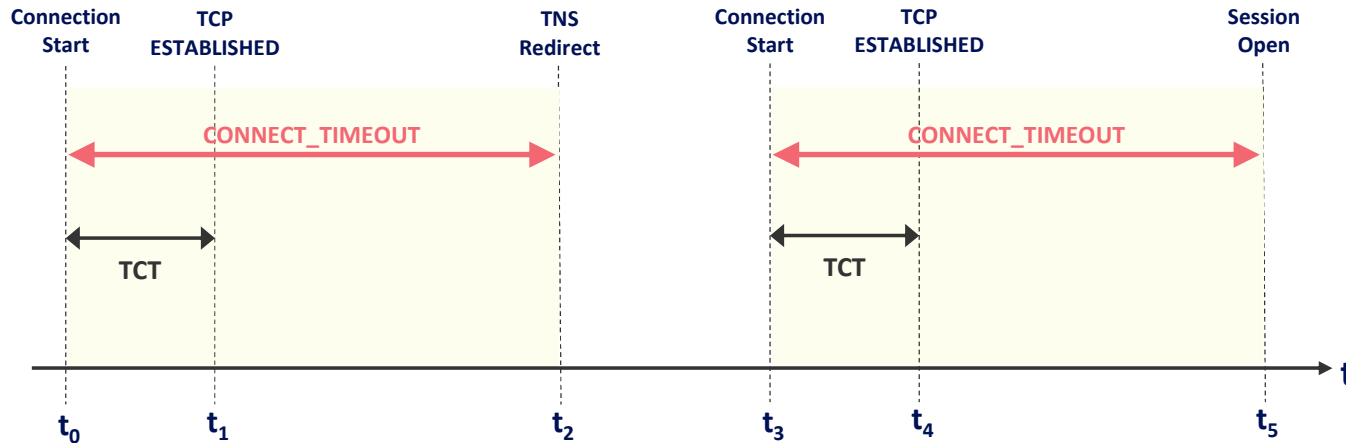 Connection
Start
TCP
ESTABLISHED
TNS
Redirect
Connection
Start
TCP
ESTABLISHED
Session
Open
CONNECT_TIMEOUT
CONNECT_TIMEOUT
TCT
TCT
t
t₀
t₁
t₂
t₃
t₄
t₅